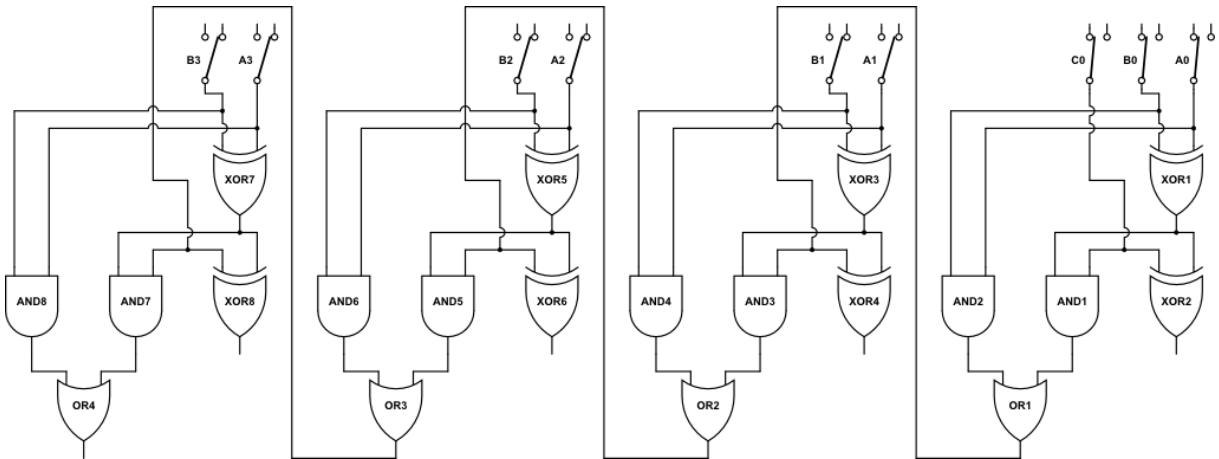 B3 A3 B2 A2 B1 A1 C0 B0 A0
XOR7 XOR5 XOR3 XOR1
AND8 AND7 XOR8 AND6 AND5 XOR6 AND4 AND3 XOR4 AND2 AND1 XOR2
OR4 OR3 OR2 OR1